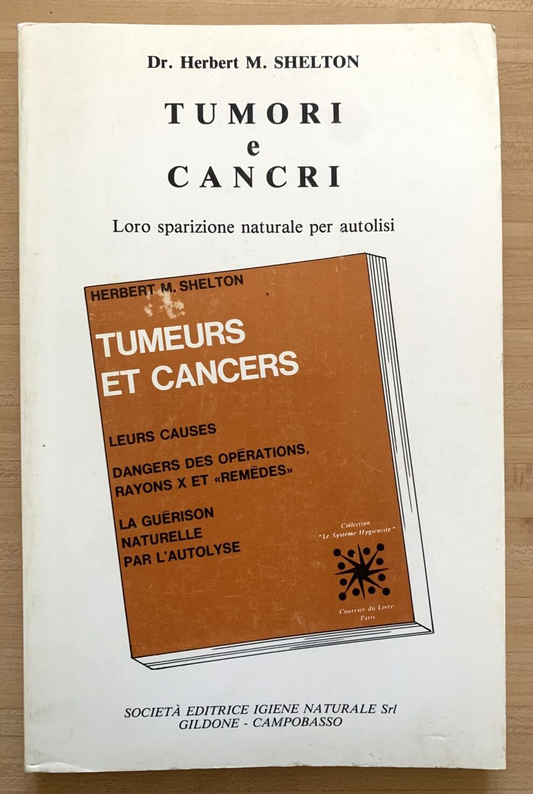 Dr. Herbert M. SHELTON
TUMORI
e
CANCRI
Loro sparizione naturale per autolisi
HERBERT M. SHELTON
TUMEURS
ET CANCERS
LEURS CAUSES
DANGERS DES OPÉRATIONS,
RAYONS X ET «REMÈDES»
LA GUÉRISON
NATURELLE
PAR L'AUTOLYSE
Collection
"Le Systeme Hygieniste"
Courrier du Livre
Paris
SOCIETÀ EDITRICE IGIENE NATURALE Srl
GILDONE - CAMPOBASSO